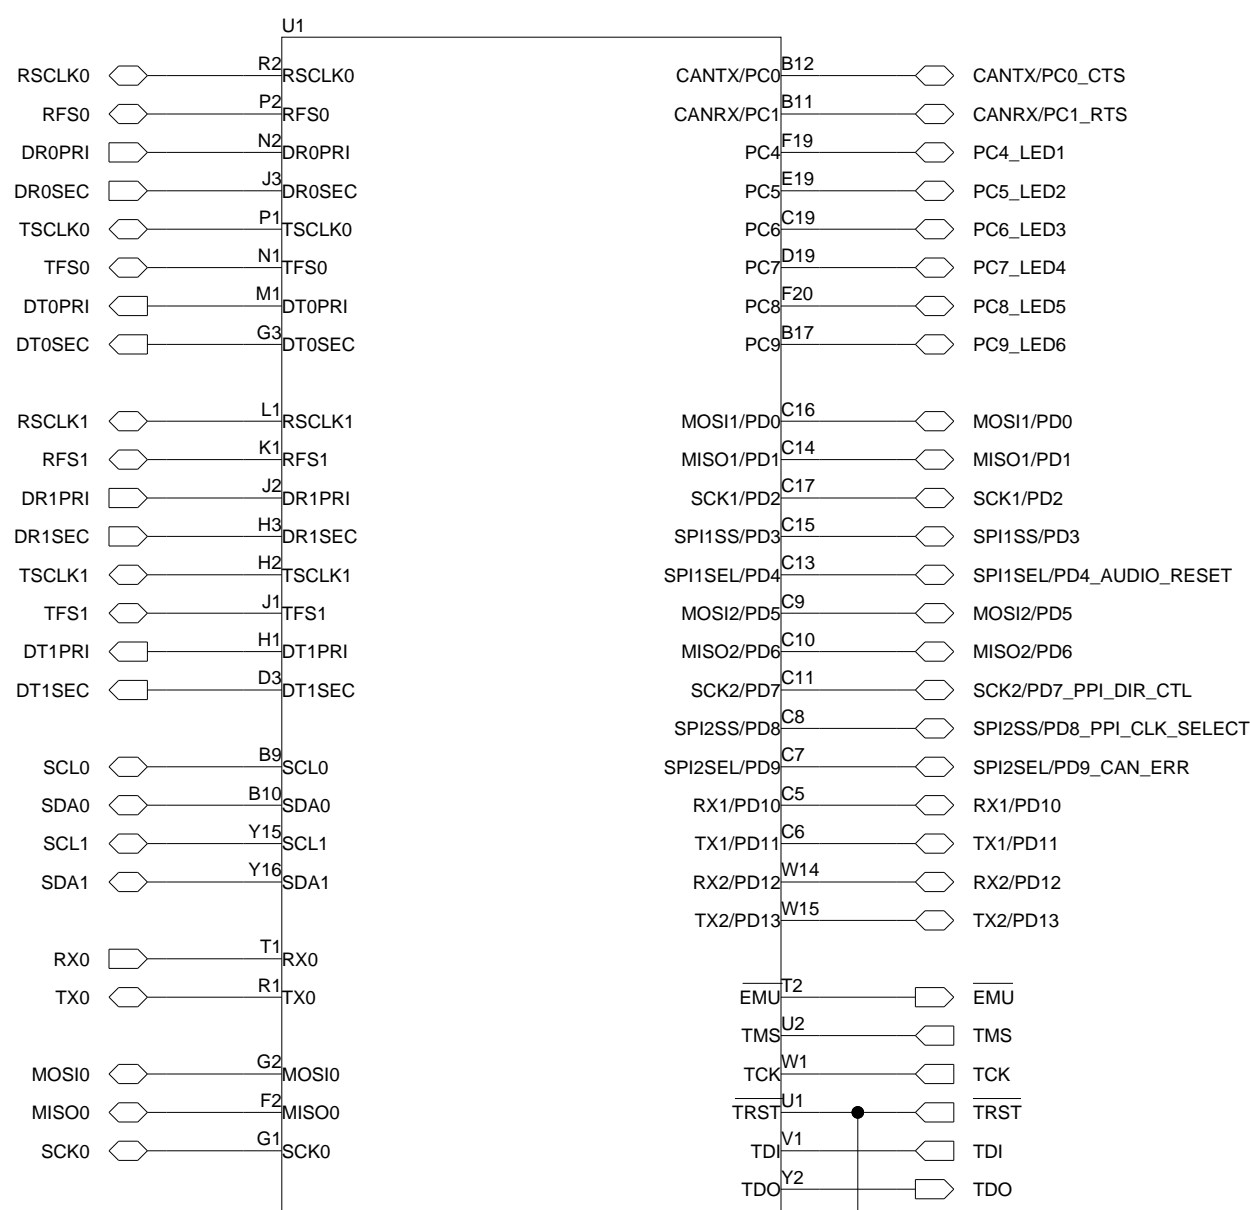 U1
RSCLK0 R2 RSCLK0 CANTX/PC0 B12 CANTX/PC0_CTS
RFS0 P2 RFS0 CANRX/PC1 B11 CANRX/PC1_RTS
DR0PRI N2 DR0PRI PC4 F19 PC4_LED1
DR0SEC J3 DR0SEC PC5 E19 PC5_LED2
TSCLK0 P1 TSCLK0 PC6 C19 PC6_LED3
TFS0 N1 TFS0 PC7 D19 PC7_LED4
DT0PRI M1 DT0PRI PC8 F20 PC8_LED5
DT0SEC G3 DT0SEC PC9 B17 PC9_LED6
RSCLK1 L1 RSCLK1 MOSI1/PD0 C16 MOSI1/PD0
RFS1 K1 RFS1 MISO1/PD1 C14 MISO1/PD1
DR1PRI J2 DR1PRI SCK1/PD2 C17 SCK1/PD2
DR1SEC H3 DR1SEC SPI1SS/PD3 C15 SPI1SS/PD3
TSCLK1 H2 TSCLK1 SPI1SEL/PD4 C13 SPI1SEL/PD4_AUDIO_RESET
TFS1 J1 TFS1 MOSI2/PD5 C9 MOSI2/PD5
DT1PRI H1 DT1PRI MISO2/PD6 C10 MISO2/PD6
DT1SEC D3 DT1SEC SCK2/PD7 C11 SCK2/PD7_PPI_DIR_CTL
SPI2SS/PD8 C8 SPI2SS/PD8_PPI_CLK_SELECT
SCL0 B9 SCL0 SPI2SEL/PD9 C7 SPI2SEL/PD9_CAN_ERR
SDA0 B10 SDA0 RX1/PD10 C5 RX1/PD10
SCL1 Y15 SCL1 TX1/PD11 C6 TX1/PD11
SDA1 Y16 SDA1 RX2/PD12 W14 RX2/PD12
TX2/PD13 W15 TX2/PD13
RX0 T1 RX0
TX0 R1 TX0 EMU T2 EMU
TMS U2 TMS
MOSI0 G2 MOSI0 TCK W1 TCK
MISO0 F2 MISO0 TRST U1 TRST
SCK0 G1 SCK0 TDI V1 TDI
TDO Y2 TDO